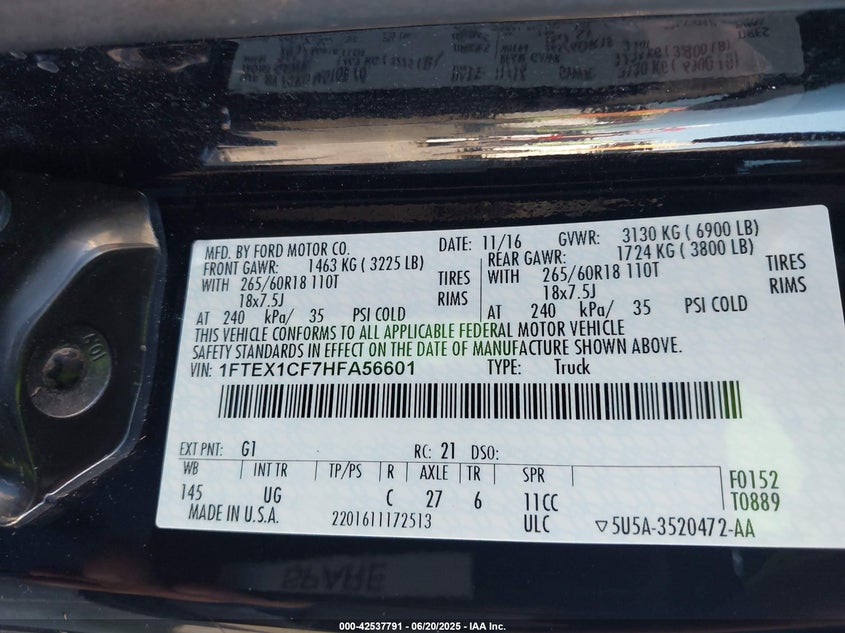 MFD. BY FORD MOTOR CO. DATE: 11/16 GVWR: 3130 KG ( 6900 LB)
FRONT GAWR: 1463 KG ( 3225 LB) REAR GAWR: 1724 KG ( 3800 LB)
WITH 265/60R18 110T TIRES WITH 265/60R18 110T TIRES
18x7.5J RIMS 18x7.5J RIMS
AT 240 kPa/ 35 PSI COLD AT 240 kPa/ 35 PSI COLD
THIS VEHICLE CONFORMS TO ALL APPLICABLE FEDERAL MOTOR VEHICLE
SAFETY STANDARDS IN EFFECT ON THE DATE OF MANUFACTURE SHOWN ABOVE.
VIN: 1FTEX1CF7HFA56601 TYPE: Truck
EXT PNT: G1 RC: 21 DSO:
WB INT TR TP/PS R AXLE TR SPR F0152
145 UG C 27 6 11CC T0889
MADE IN U.S.A. 2201611172513 ULC ▽5U5A-3520472-AA
000-42537791 - 06/20/2025 - IAA Inc.